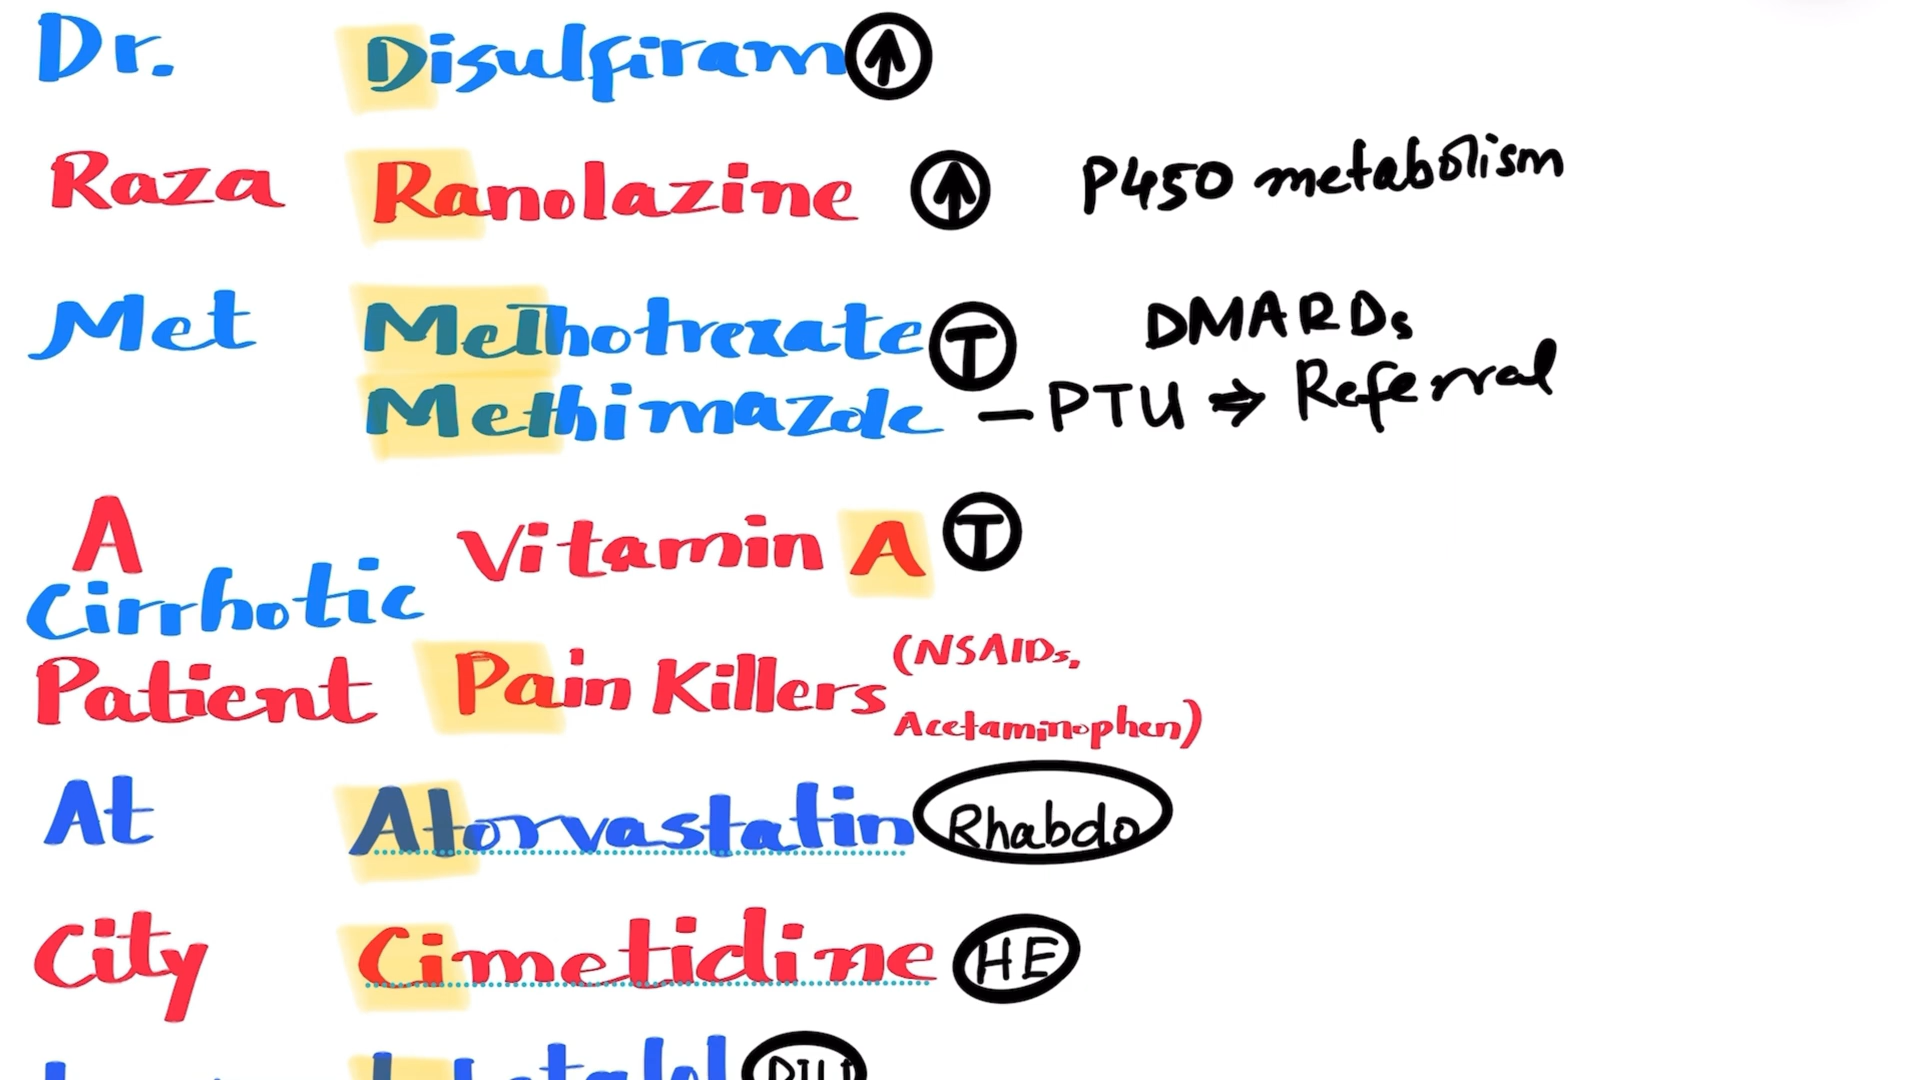 Dr. Disulfiram ↑
Raza Ranolazine ↑ P450 metabolism
Met Methotrexate T DMARDs
Methimazole – PTU ⇒ Referral
A Vitamin A T
Cirrhotic
Patient Pain Killers (NSAIDs,
Acetaminophen)
At Atorvastatin Rhabdo
City Cimetidine HE